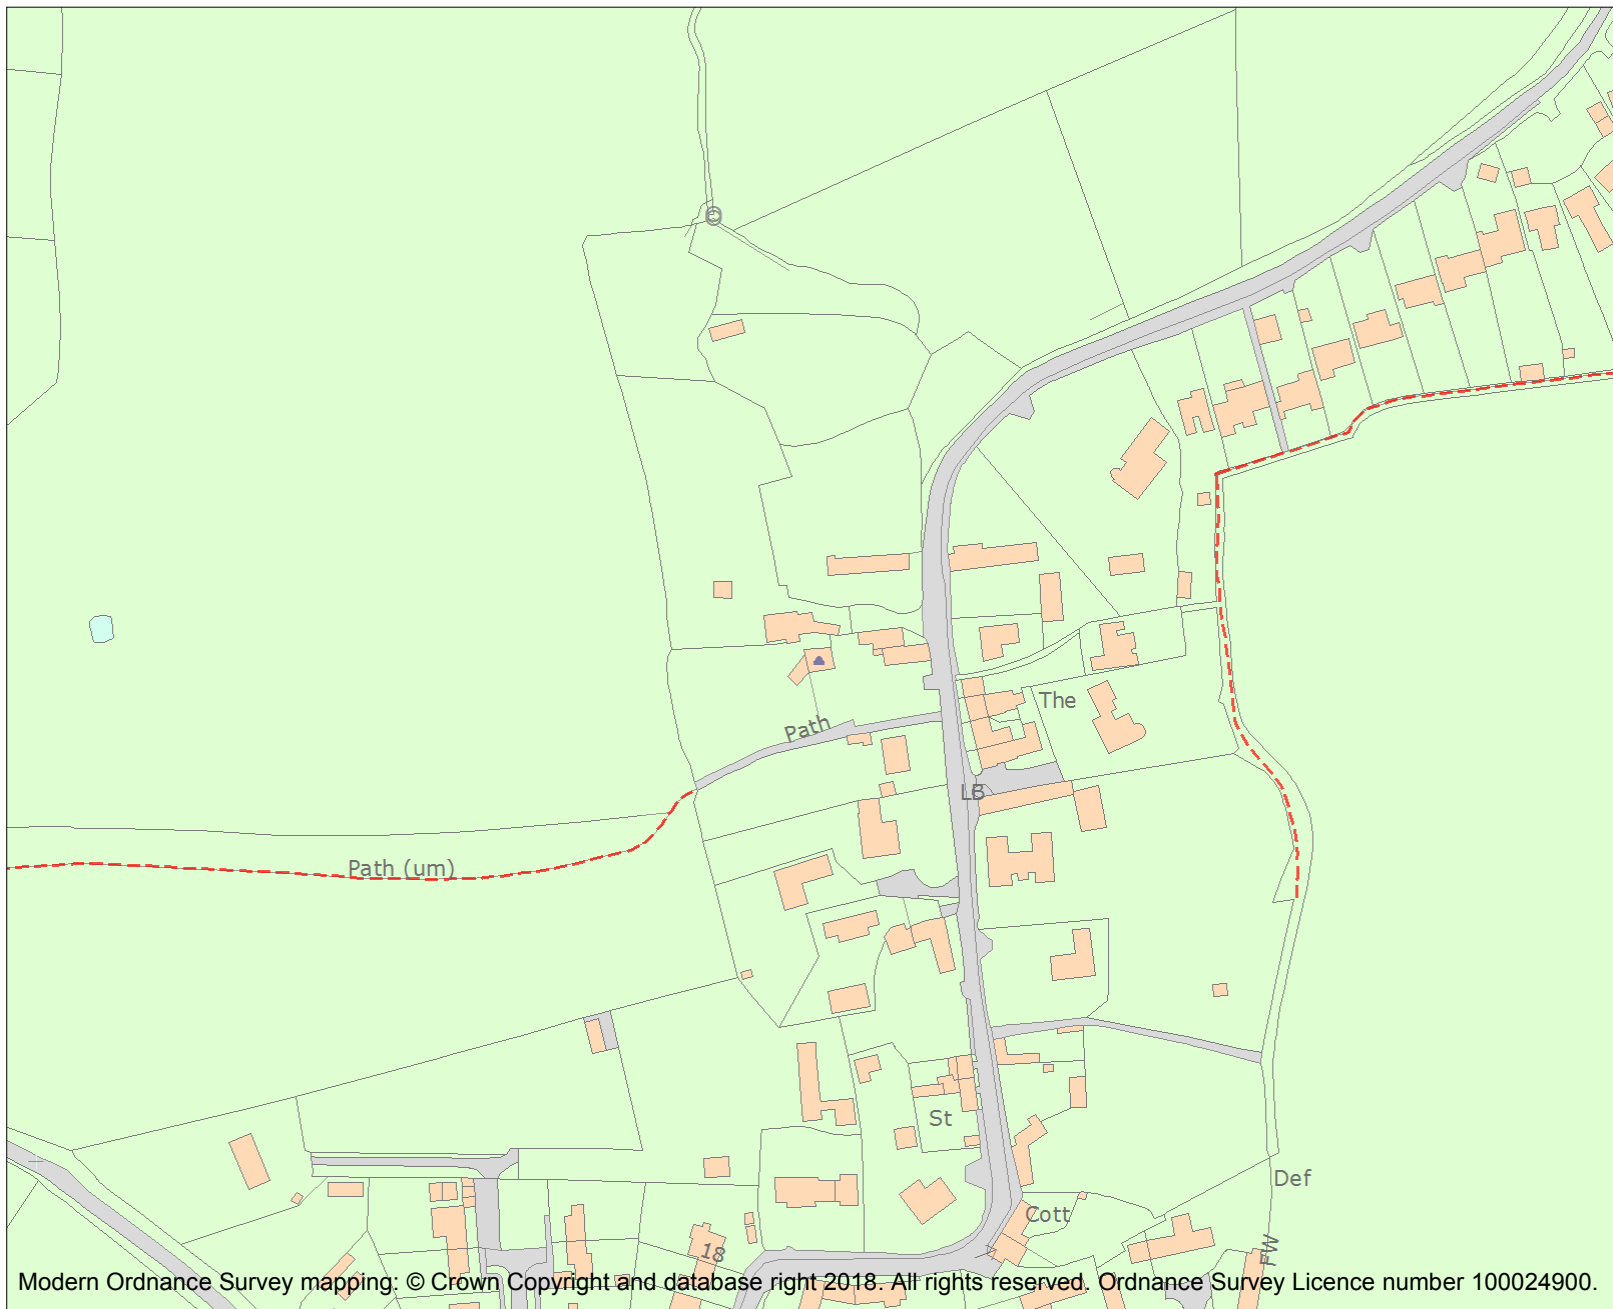 ©
The
Path
LB
Path (um)
St
Def
Cott
18
FW
Modern Ordnance Survey mapping: © Crown Copyright and database right 2018. All rights reserved. Ordnance Survey Licence number 100024900.